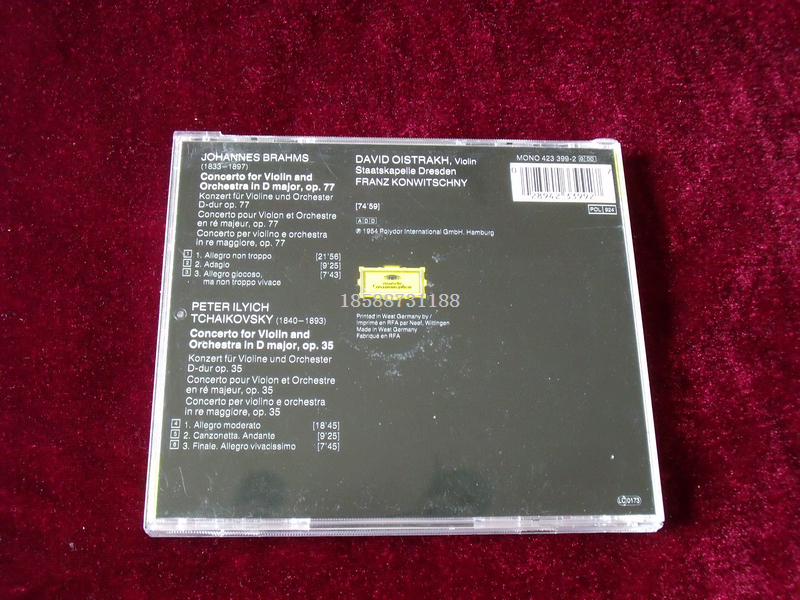 JOHANNES BRAHMS
(1833–1897)
Concerto for Violin and
Orchestra in D major, op. 77
Konzert für Violine und Orchester
D-dur op. 77
Concerto pour Violon et Orchestre
en ré majeur, op. 77
Concerto per violino e orchestra
in re maggiore, op. 77
1 1. Allegro non troppo [21'56]
2 2. Adagio [9'25]
3 3. Allegro giocoso, [7'43]
ma non troppo vivace
PETER ILYICH
TCHAIKOVSKY (1840–1893)
Concerto for Violin and
Orchestra in D major, op. 35
Konzert für Violine und Orchester
D-dur op. 35
Concerto pour Violon et Orchestre
en ré majeur, op. 35
Concerto per violino e orchestra
in re maggiore, op. 35
4 1. Allegro moderato [18'45]
5 2. Canzonetta. Andante [9'25]
6 3. Finale. Allegro vivacissimo [7'45]
DAVID OISTRAKH, Violin
Staatskapelle Dresden
FRANZ KONWITSCHNY
[74'59]
ADD
℗ 1954 Polydor International GmbH, Hamburg
Deutsche
Grammophon
18588731188
Printed in West Germany by /
Imprimé en RFA par Neef, Wittingen
Made in West Germany
Fabriqué en RFA
MONO 423 399-2
0 28942 33992
POL 924
LC 0173